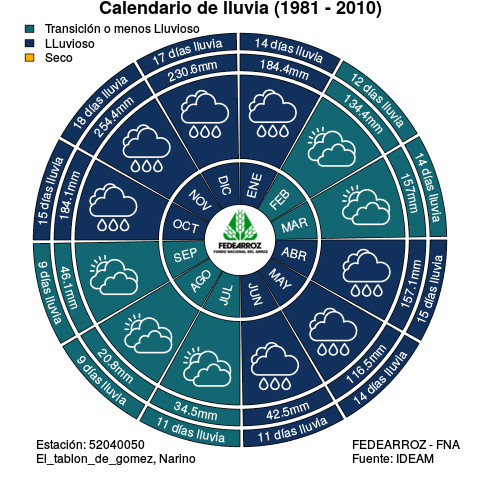 Calendario de lluvia (1981 - 2010)
Transición o menos Lluvioso
LLuvioso
Seco
14 días lluvia
184.4mm
ENE
12 días lluvia
134.4mm
FEB
14 días lluvia
157mm
MAR
15 días lluvia
157.1mm
ABR
14 días lluvia
116.5mm
MAY
11 días lluvia
42.5mm
JUN
11 días lluvia
34.5mm
JUL
9 días lluvia
20.8mm
AGO
9 días lluvia
46.1mm
SEP
15 días lluvia
184.1mm
OCT
18 días lluvia
254.4mm
NOV
17 días lluvia
230.6mm
DIC
FEDEARROZ
FONDO NACIONAL DEL ARROZ
Estación: 52040050
El_tablon_de_gomez, Narino
FEDEARROZ - FNA
Fuente: IDEAM